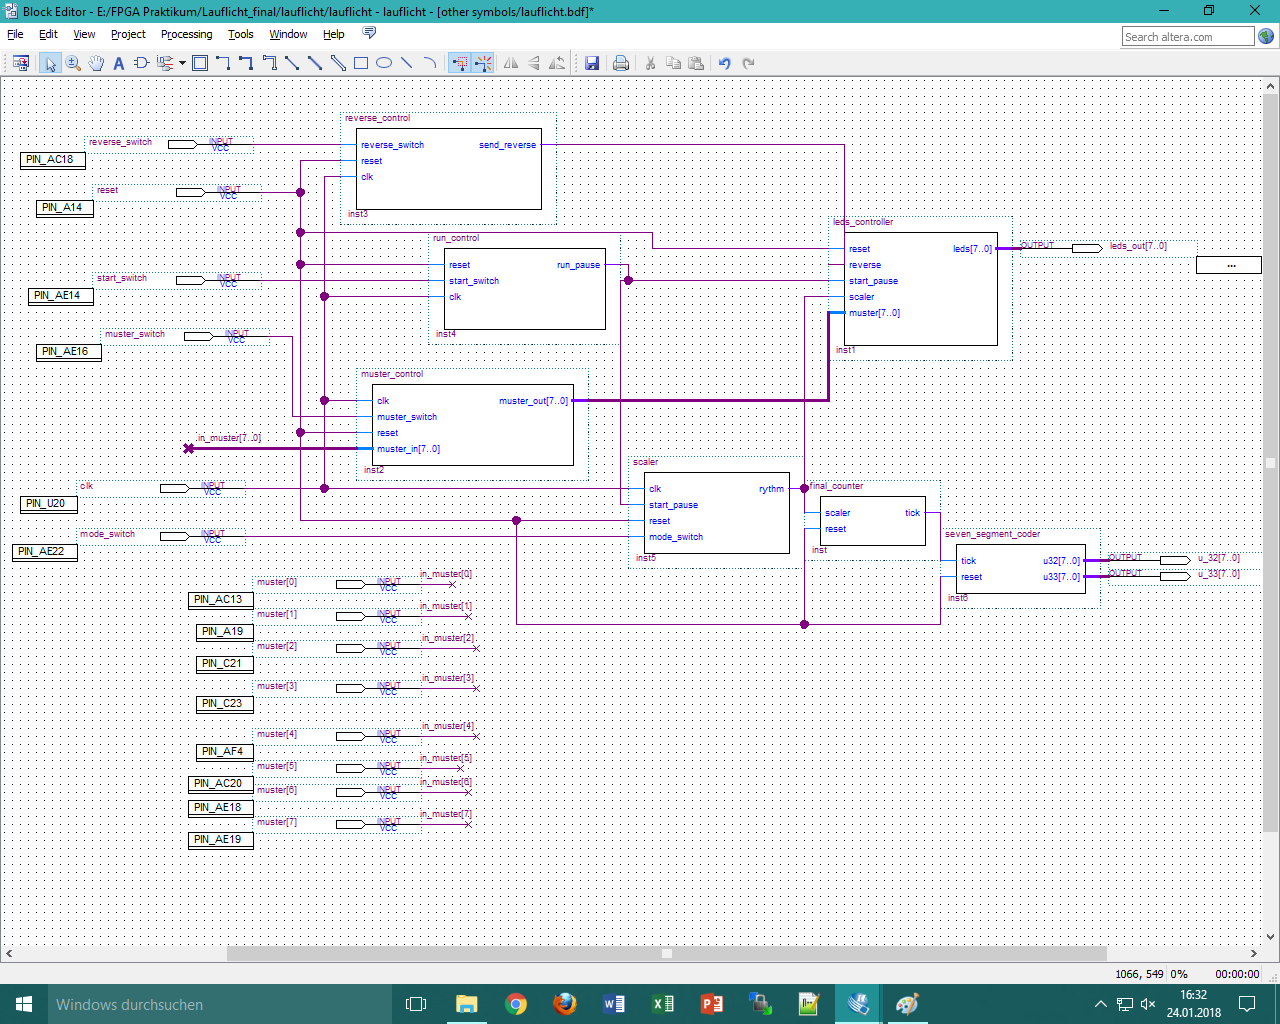 Block Editor - E:/FPGA Praktikum/Lauflicht_final/lauflicht/lauflicht - lauflicht - [other symbols/lauflicht.bdf]*
File Edit View Project Processing Tools Window Help
Search altera.com
reverse_control
reverse_switch INPUT VCC
reverse_switch send_reverse
reset
clk
inst3
PIN_AC18
reset INPUT VCC
PIN_A14
leds_controller
reset leds[7..0]
reverse
start_pause
scaler
muster[7..0]
inst1
OUTPUT leds_out[7..0]
...
run_control
reset run_pause
start_switch
clk
inst4
start_switch INPUT VCC
PIN_AE14
muster_switch INPUT VCC
PIN_AE16
muster_control
clk muster_out[7..0]
muster_switch
reset
muster_in[7..0]
inst2
in_muster[7..0]
scaler
clk rythm
start_pause
reset
mode_switch
inst5
clk INPUT VCC
PIN_U20
mode_switch INPUT VCC
PIN_AE22
final_counter
scaler tick
reset
inst
seven_segment_coder
tick u32[7..0]
reset u33[7..0]
inst6
OUTPUT u_32[7..0]
OUTPUT u_33[7..0]
muster[0] INPUT VCC in_muster[0]
PIN_AC13
muster[1] INPUT VCC in_muster[1]
PIN_A19
muster[2] INPUT VCC in_muster[2]
PIN_C21
muster[3] INPUT VCC in_muster[3]
PIN_C23
muster[4] INPUT VCC in_muster[4]
PIN_AF4
muster[5] INPUT VCC in_muster[5]
PIN_AC20
muster[6] INPUT VCC in_muster[6]
PIN_AE18
muster[7] INPUT VCC in_muster[7]
PIN_AE19
1066, 549 0% 00:00:00
Windows durchsuchen
16:32
24.01.2018